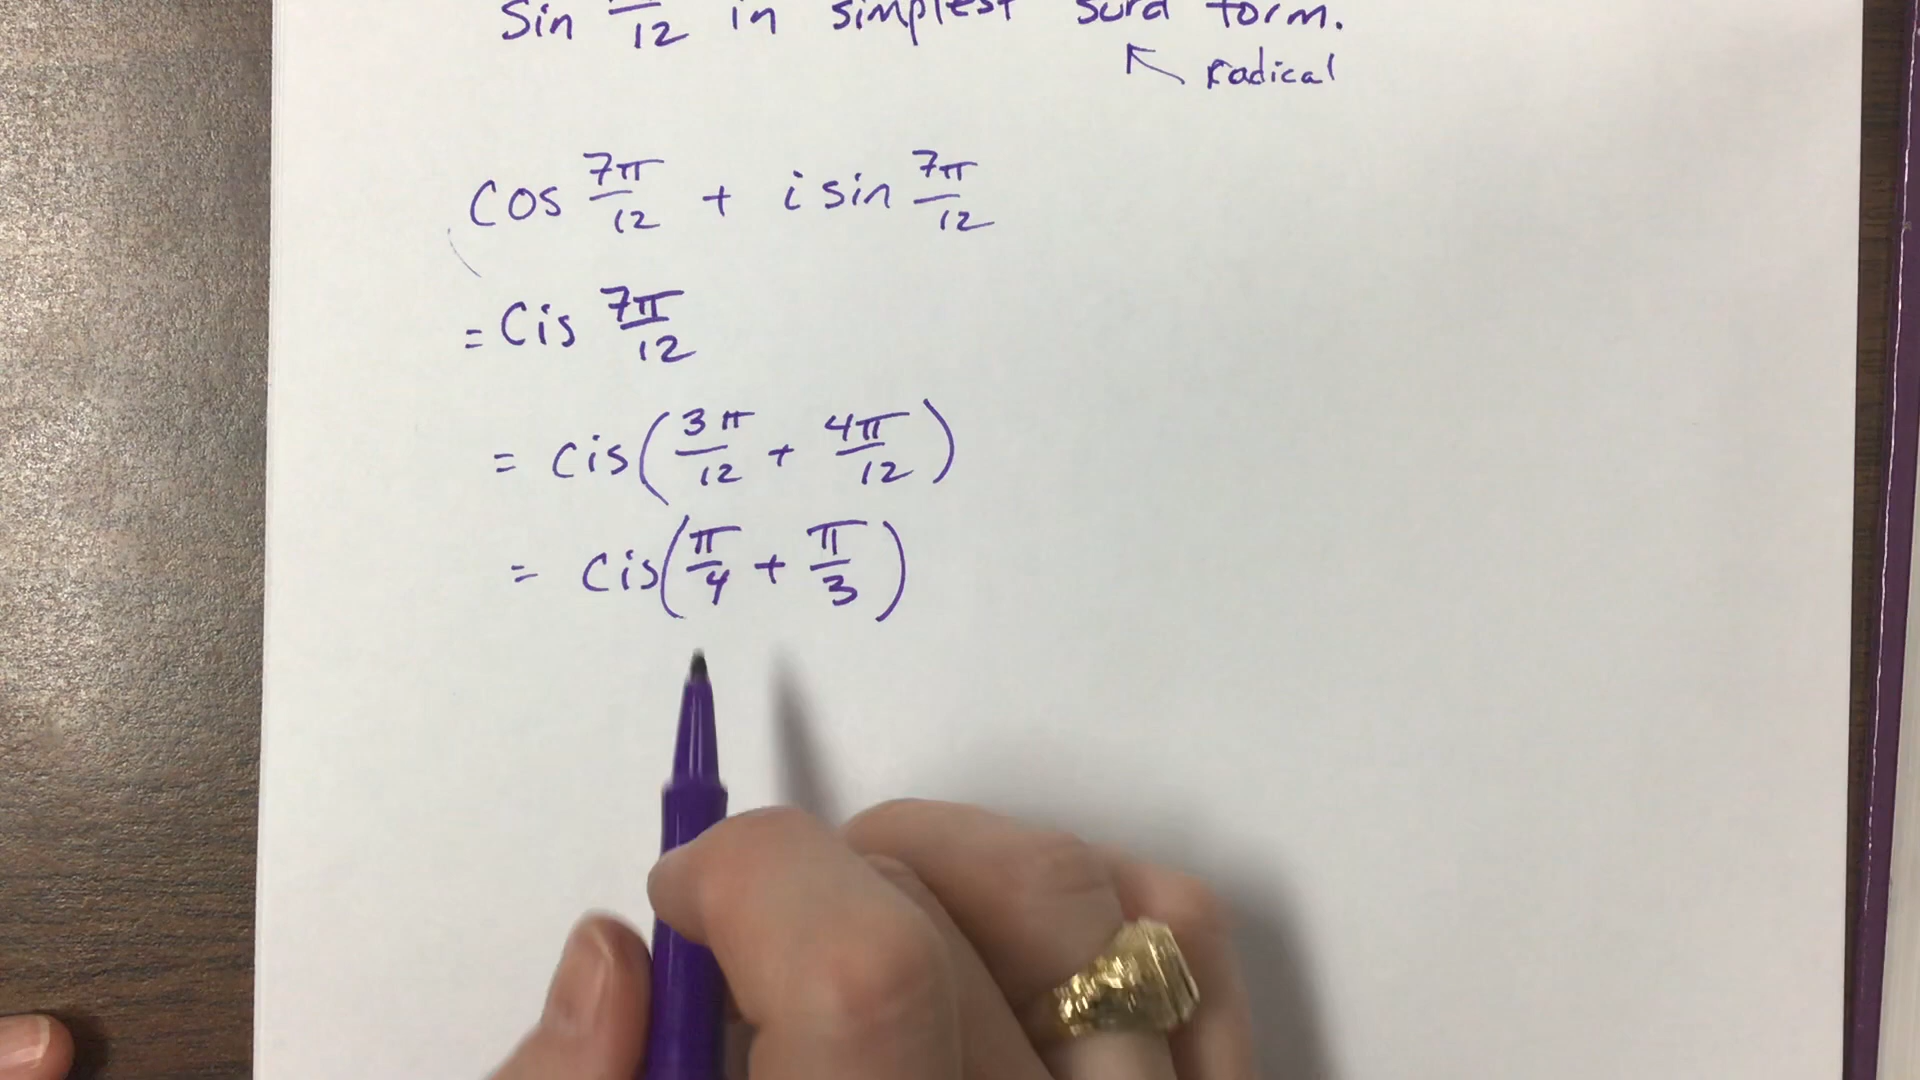 sin /12 in simplest surd form.
radical
cos 7π/12 + i sin 7π/12
= cis 7π/12
= cis(3π/12 + 4π/12)
= cis(π/4 + π/3)